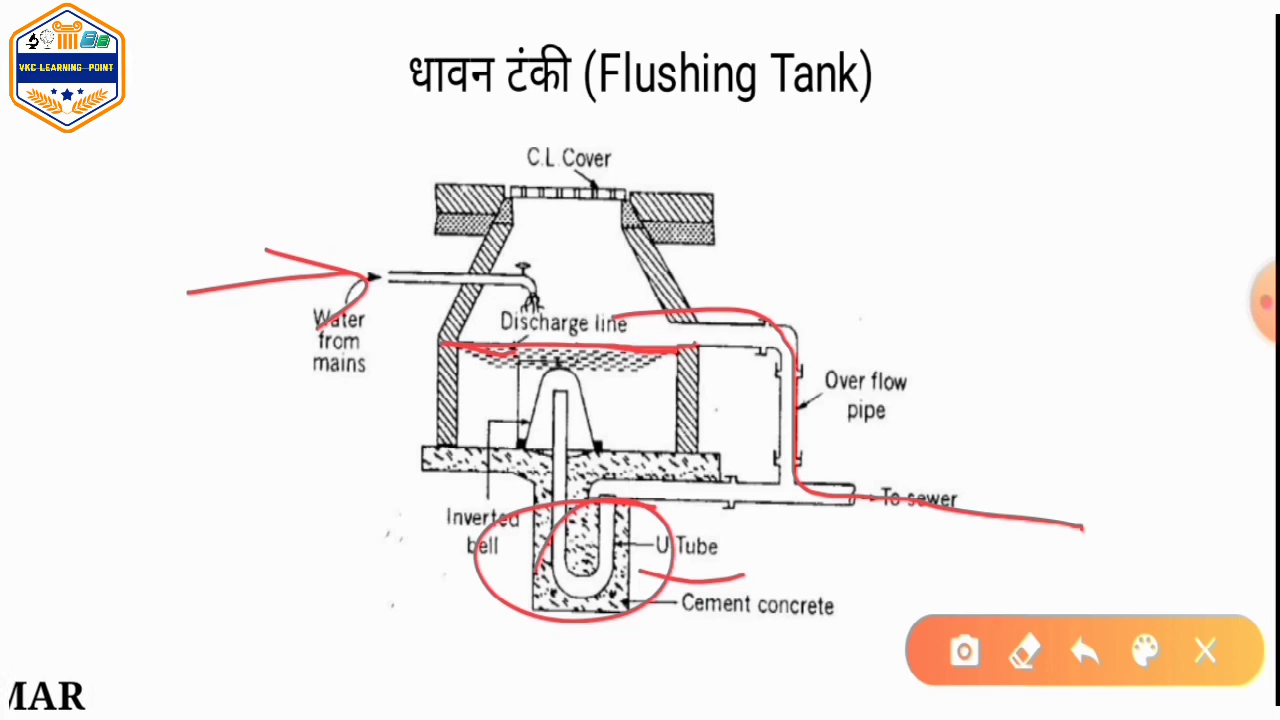 VKC-LEARNING-POINT
धावन टंकी (Flushing Tank)
C.I. Cover
Water
from
mains
Discharge line
Over flow
pipe
To sewer
Inverted
bell
U Tube
Cement concrete
MAR